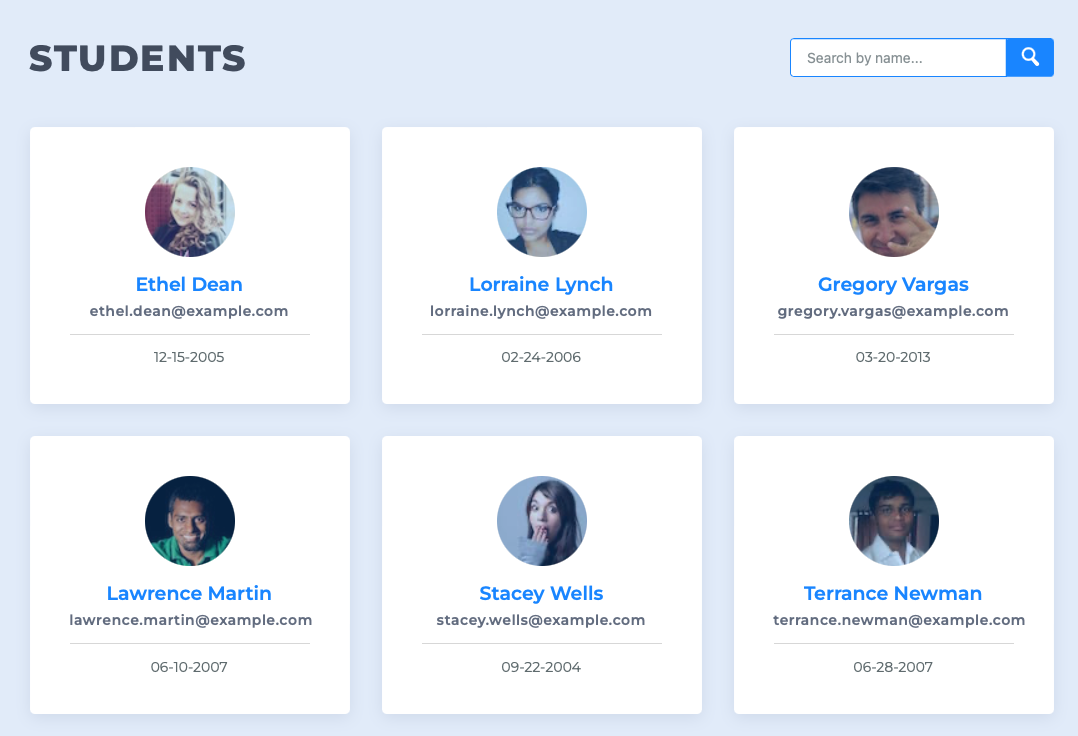 STUDENTS
Search by name...
Ethel Dean
ethel.dean@example.com
12-15-2005
Lorraine Lynch
lorraine.lynch@example.com
02-24-2006
Gregory Vargas
gregory.vargas@example.com
03-20-2013
Lawrence Martin
lawrence.martin@example.com
06-10-2007
Stacey Wells
stacey.wells@example.com
09-22-2004
Terrance Newman
terrance.newman@example.com
06-28-2007